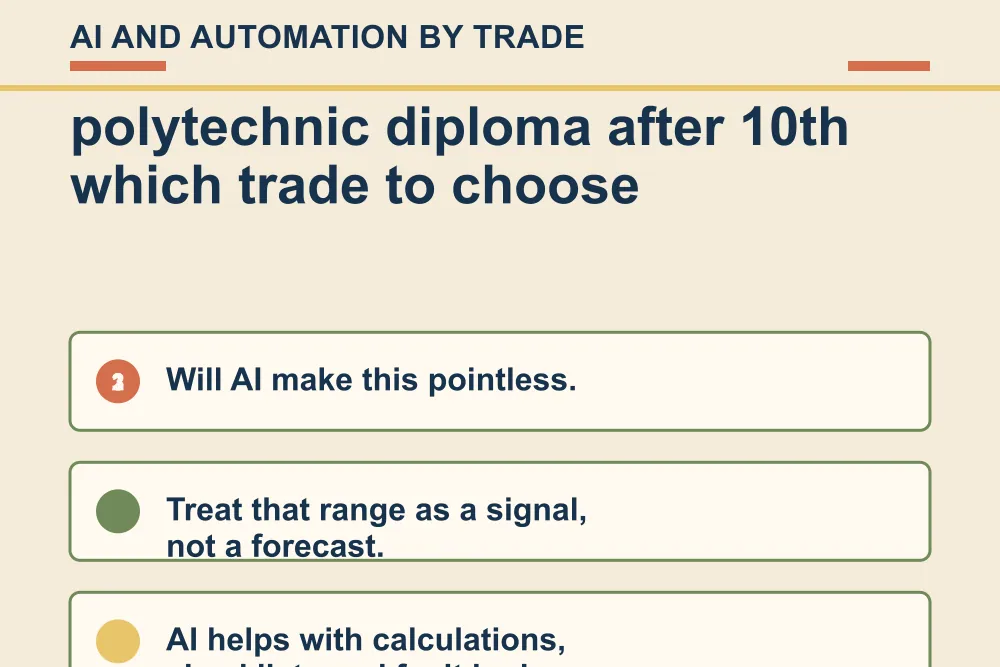 AI AND AUTOMATION BY TRADE
polytechnic diploma after 10th
which trade to choose
Will AI make this pointless.
Treat that range as a signal,
not a forecast.
AI helps with calculations,